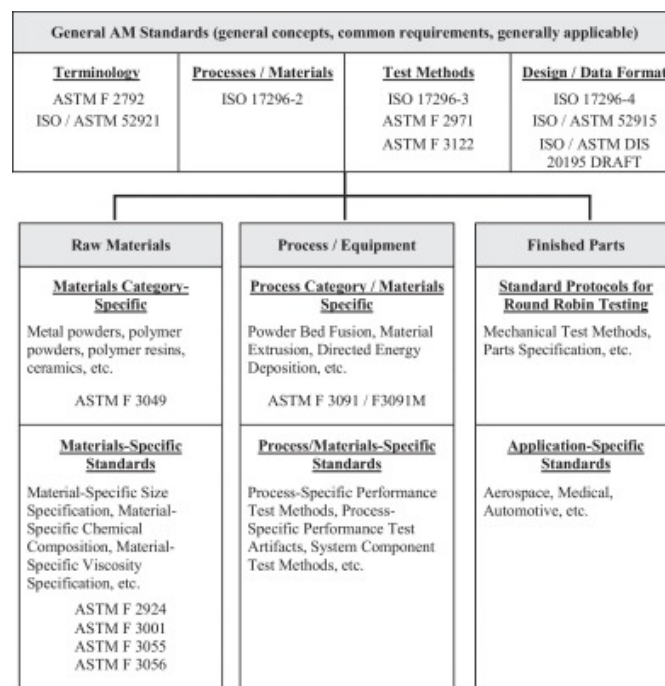 General AM Standards (general concepts, common requirements, generally applicable)
Terminology
ASTM F 2792
ISO / ASTM 52921
Processes / Materials
ISO 17296-2
Test Methods
ISO 17296-3
ASTM F 2971
ASTM F 3122
Design / Data Format
ISO 17296-4
ISO / ASTM 52915
ISO / ASTM DIS
20195 DRAFT
Raw Materials
Materials Category-
Specific
Metal powders, polymer
powders, polymer resins,
ceramics, etc.
ASTM F 3049
Materials-Specific
Standards
Material-Specific Size
Specification, Material-
Specific Chemical
Composition, Material-
Specific Viscosity
Specification, etc.
ASTM F 2924
ASTM F 3001
ASTM F 3055
ASTM F 3056
Process / Equipment
Process Category / Materials
Specific
Powder Bed Fusion, Material
Extrusion, Directed Energy
Deposition, etc.
ASTM F 3091 / F3091M
Process/Materials-Specific
Standards
Process-Specific Performance
Test Methods, Process-
Specific Performance Test
Artifacts, System Component
Test Methods, etc.
Finished Parts
Standard Protocols for
Round Robin Testing
Mechanical Test Methods,
Parts Specification, etc.
Application-Specific
Standards
Aerospace, Medical,
Automotive, etc.